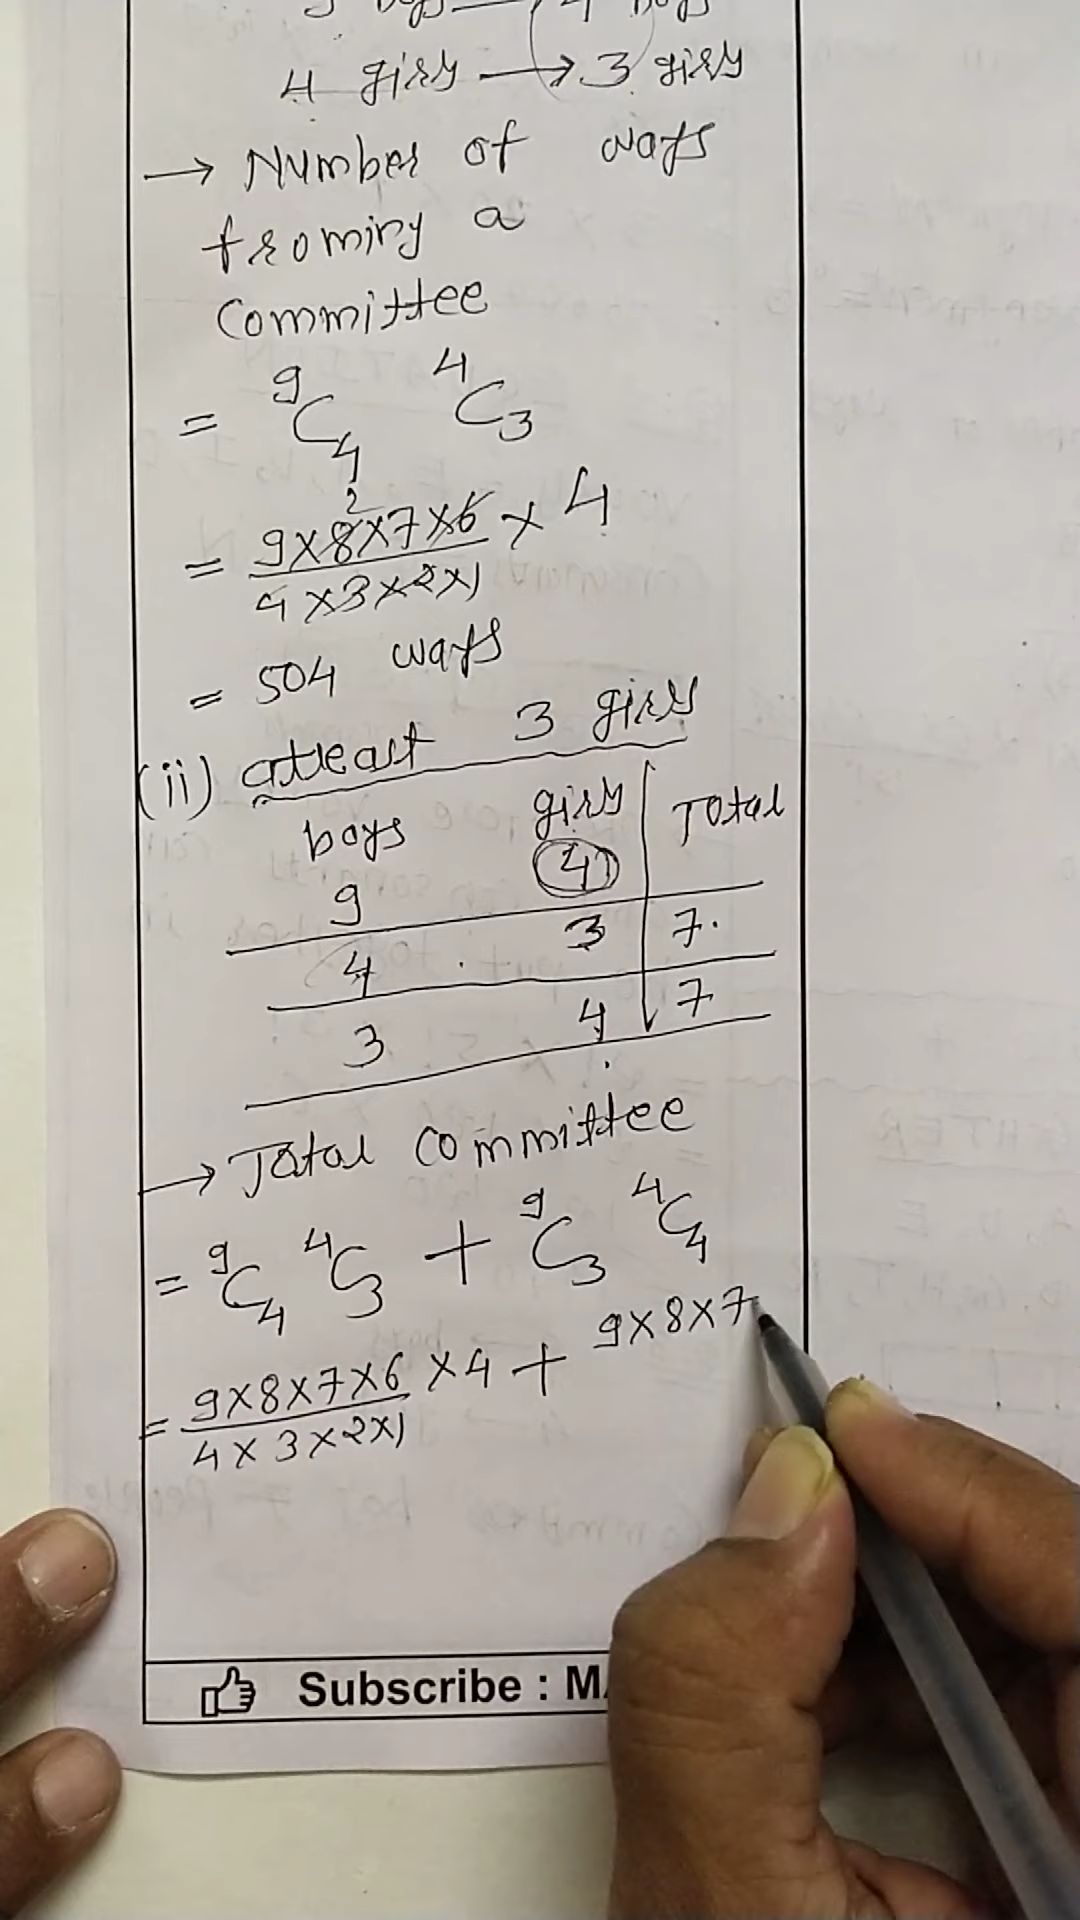 4 girls → 3 girls
→ Number of ways
froming a
Committee
= ⁹C₄ ⁴C₃
2
= 9×8×7×6 / 4×3×2×1 × 4
= 504 ways
(ii) atleast 3 girls
boys girls Total
9 4
4 3 7
3 4 7
→ Total committee
= ⁹C₄ ⁴C₃ + ⁹C₃ ⁴C₄
= 9×8×7×6 / 4×3×2×1 ×4 + 9×8×7
Subscribe : M